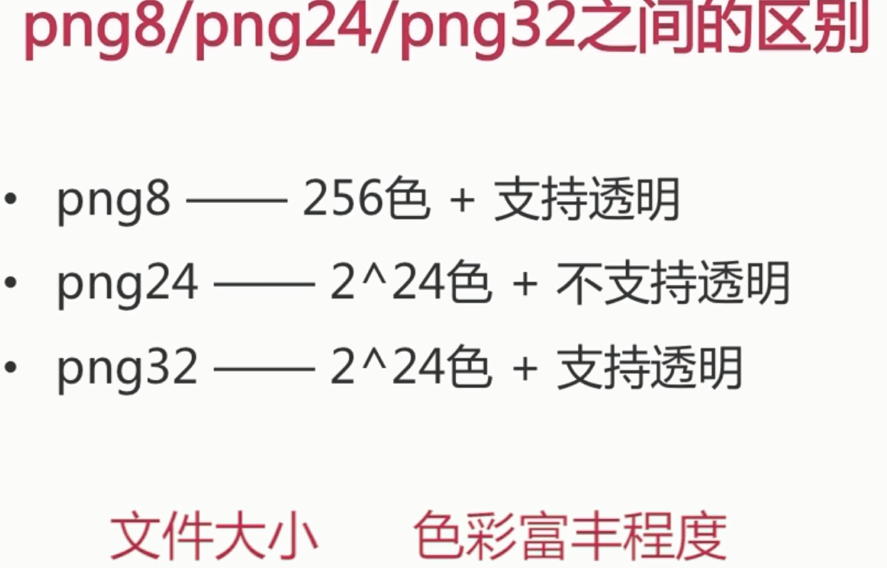 png8/png24/png32之间的区别
• png8 —— 256色 + 支持透明
• png24 —— 2^24色 + 不支持透明
• png32 —— 2^24色 + 支持透明
文件大小 色彩富丰程度